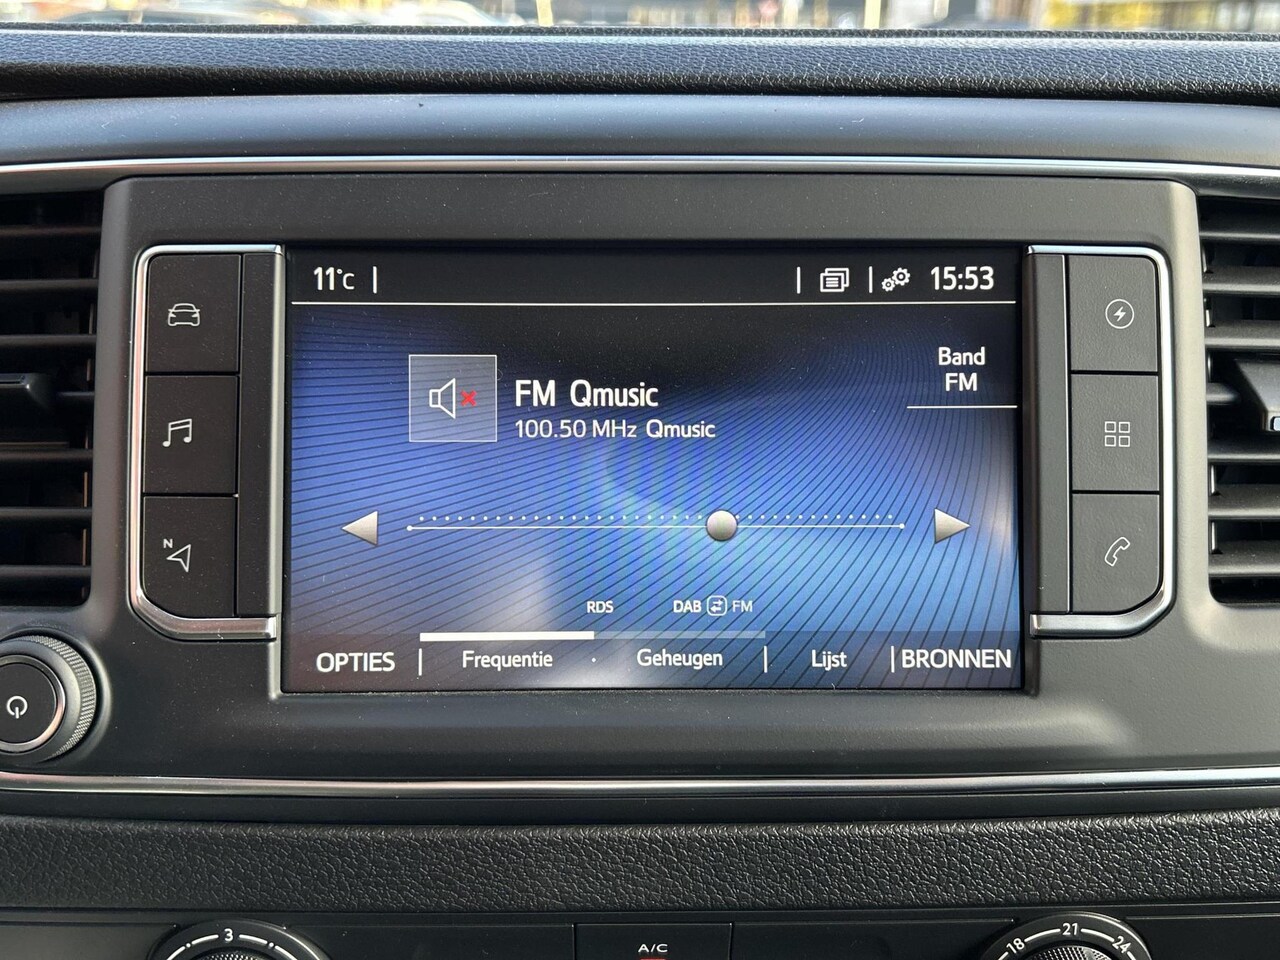 11°C
15:53
Band
FM
FM Qmusic
100.50 MHz Qmusic
RDS DAB FM
OPTIES Frequentie Geheugen Lijst BRONNEN
N
3
A/C
18 21 24